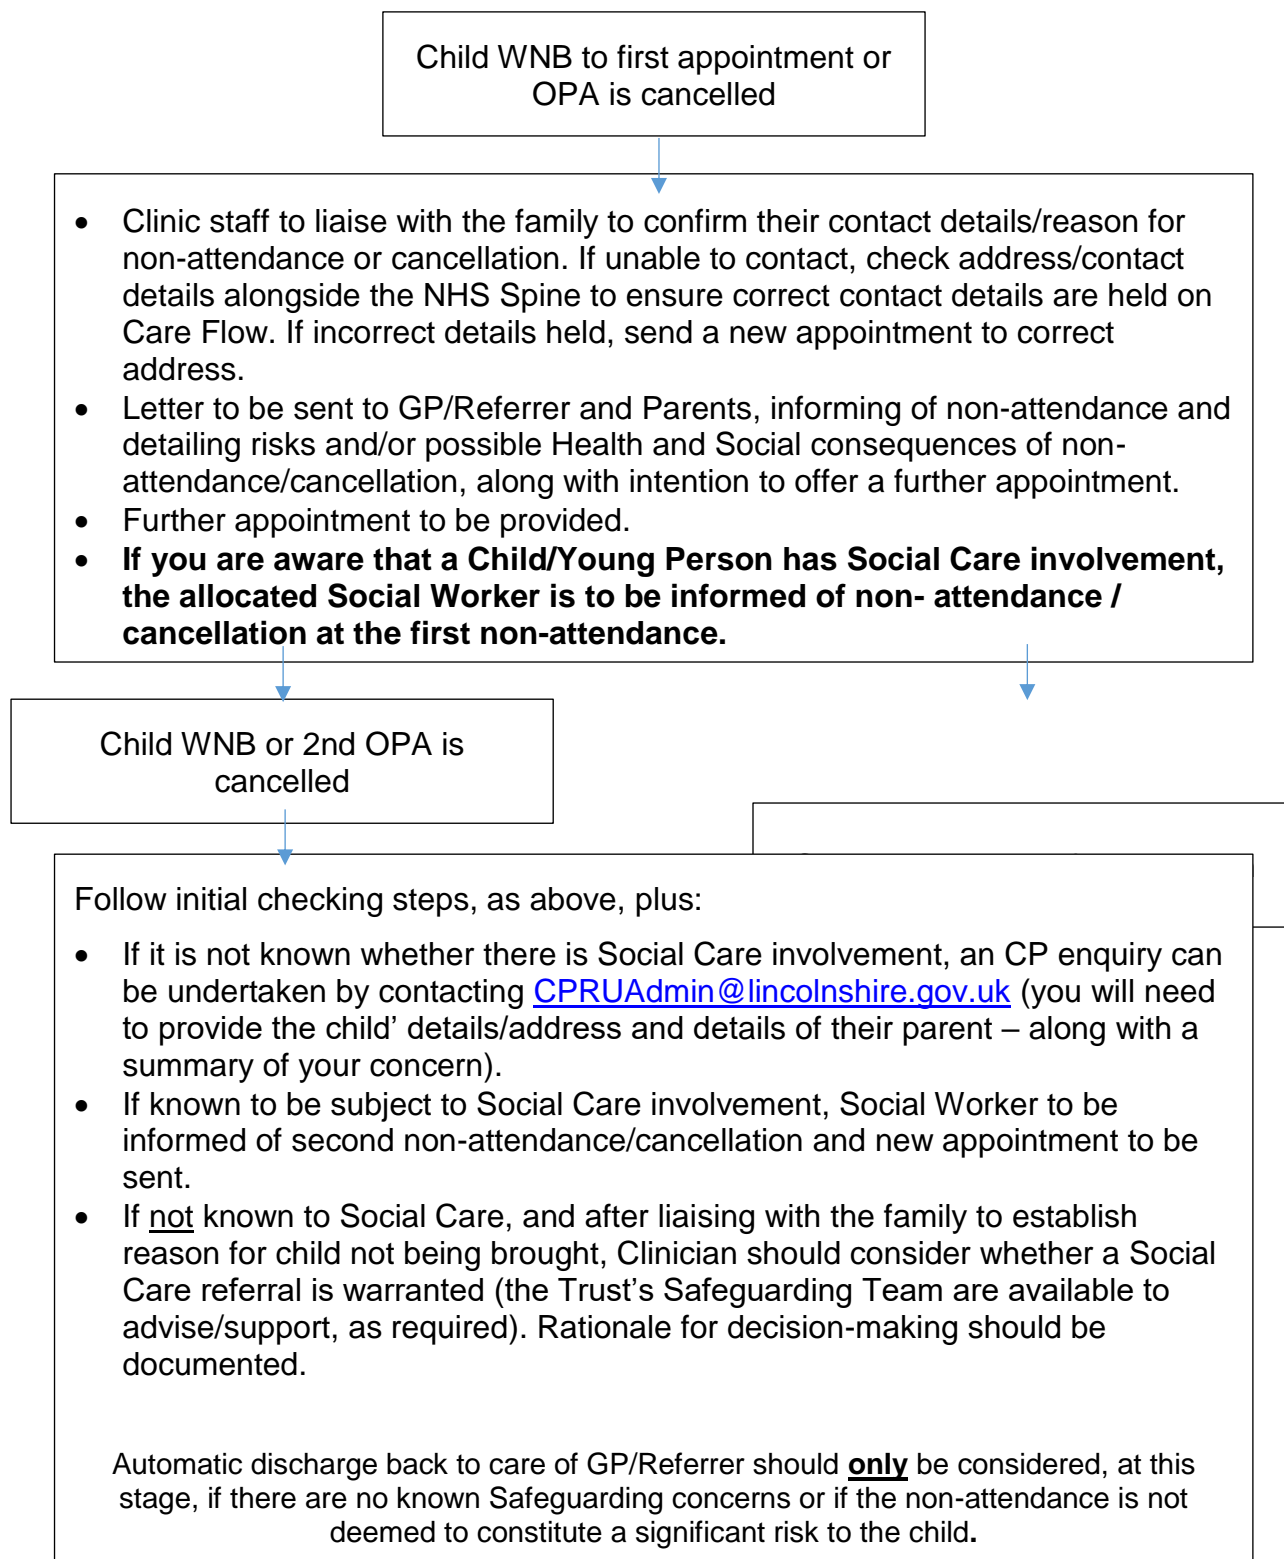 Child WNB to first appointment or
OPA is cancelled
• Clinic staff to liaise with the family to confirm their contact details/reason for
non-attendance or cancellation. If unable to contact, check address/contact
details alongside the NHS Spine to ensure correct contact details are held on
Care Flow. If incorrect details held, send a new appointment to correct
address.
• Letter to be sent to GP/Referrer and Parents, informing of non-attendance and
detailing risks and/or possible Health and Social consequences of non-
attendance/cancellation, along with intention to offer a further appointment.
• Further appointment to be provided.
• If you are aware that a Child/Young Person has Social Care involvement,
the allocated Social Worker is to be informed of non- attendance /
cancellation at the first non-attendance.
Child WNB or 2nd OPA is
cancelled
Follow initial checking steps, as above, plus:
• If it is not known whether there is Social Care involvement, an CP enquiry can
be undertaken by contacting CPRUAdmin@lincolnshire.gov.uk (you will need
to provide the child’ details/address and details of their parent – along with a
summary of your concern).
• If known to be subject to Social Care involvement, Social Worker to be
informed of second non-attendance/cancellation and new appointment to be
sent.
• If not known to Social Care, and after liaising with the family to establish
reason for child not being brought, Clinician should consider whether a Social
Care referral is warranted (the Trust’s Safeguarding Team are available to
advise/support, as required). Rationale for decision-making should be
documented.
Automatic discharge back to care of GP/Referrer should only be considered, at this
stage, if there are no known Safeguarding concerns or if the non-attendance is not
deemed to constitute a significant risk to the child.